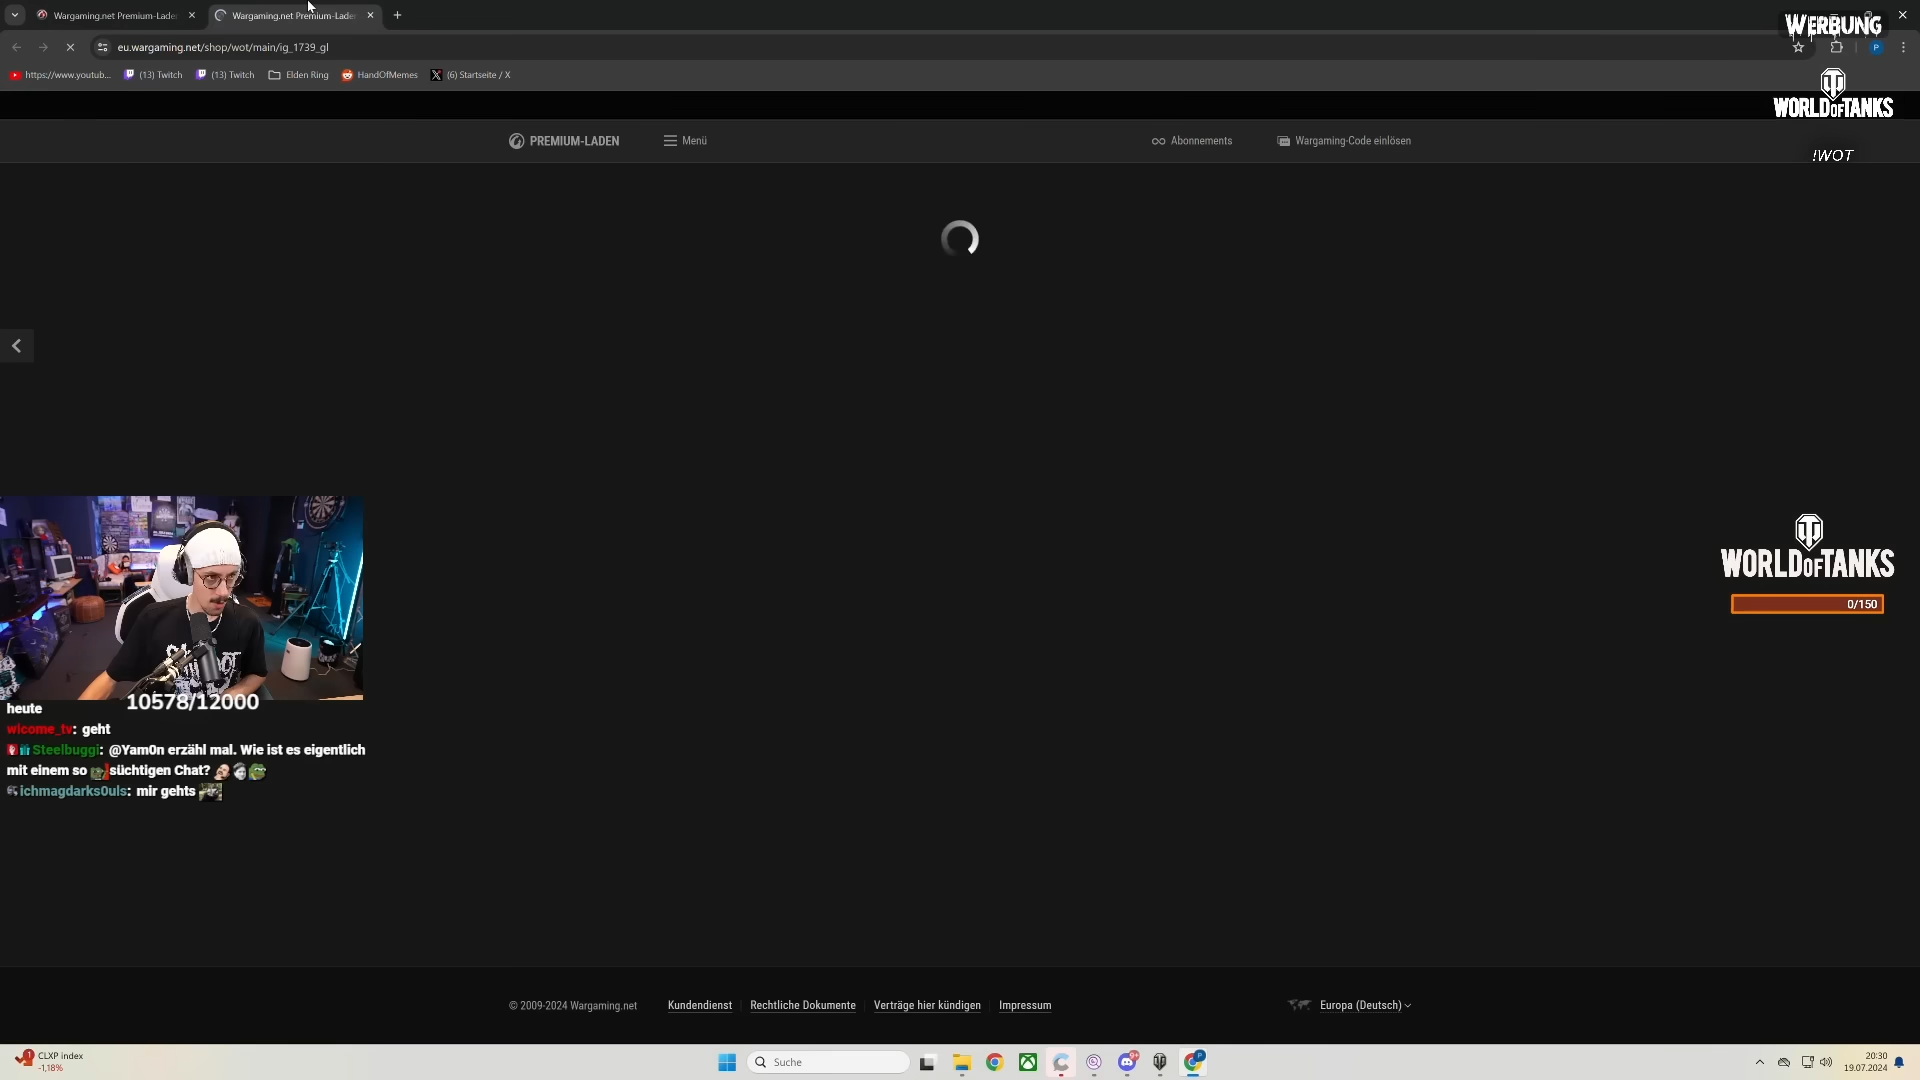 Wargaming.net Premium-Lade
Wargaming.net Premium-Lade
WERBUNG
eu.wargaming.net/shop/wot/main/ig_1739_gl
P
https://www.youtub...
(13) Twitch
(13) Twitch
Elden Ring
HandOfMemes
(6) Startseite / X
WORLD OF TANKS
PREMIUM-LADEN
Menü
Abonnements
Wargaming-Code einlösen
!WOT
WORLD OF TANKS
0/150
10578/12000
heute
wicome_tv: geht
Steelbuggi: @Yam0n erzähl mal. Wie ist es eigentlich
mit einem so süchtigen Chat?
ichmagdarks0uls: mir gehts
© 2009-2024 Wargaming.net
Kundendienst
Rechtliche Dokumente
Verträge hier kündigen
Impressum
Europa (Deutsch)
CLXP index
-1,18%
Suche
9+
P
20:30
19.07.2024